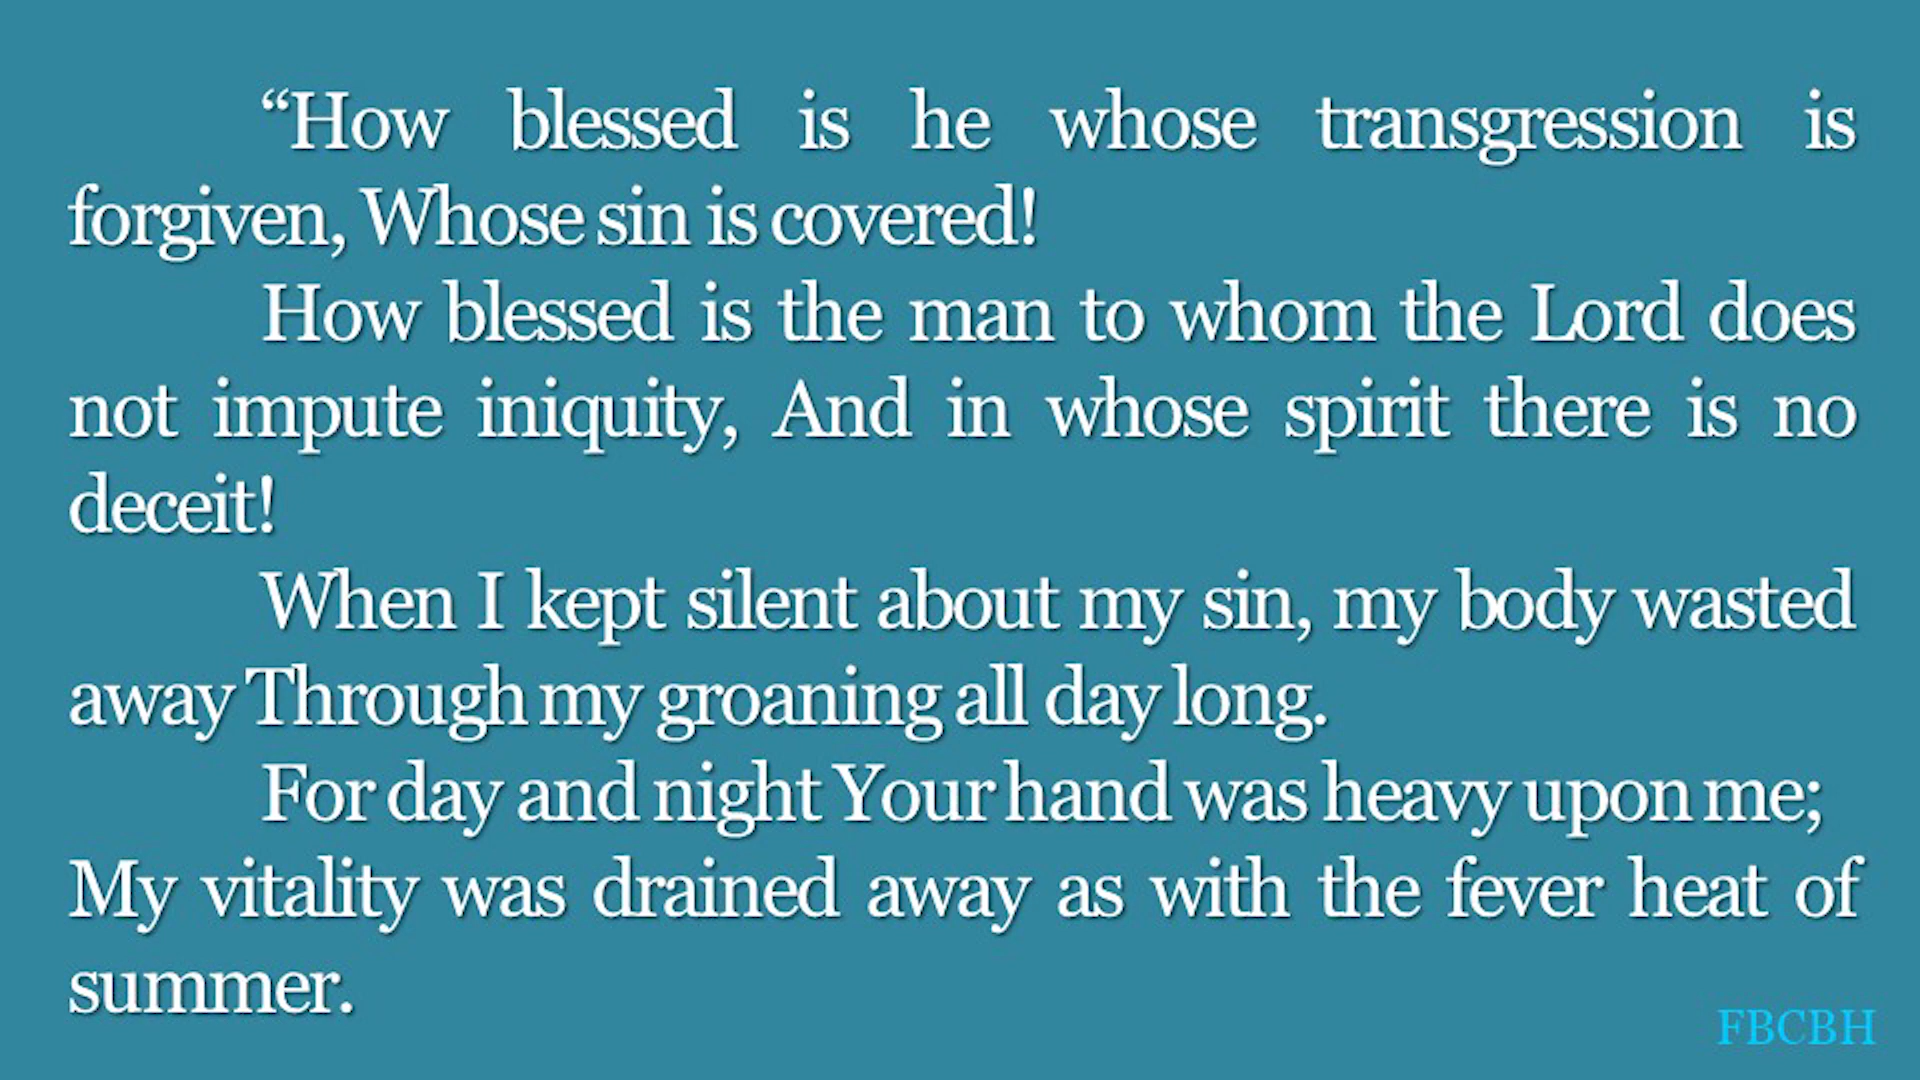 “How blessed is he whose transgression is
forgiven, Whose sin is covered!
How blessed is the man to whom the Lord does
not impute iniquity, And in whose spirit there is no
deceit!
When I kept silent about my sin, my body wasted
away Through my groaning all day long.
For day and night Your hand was heavy upon me;
My vitality was drained away as with the fever heat of
summer.
FBCBH